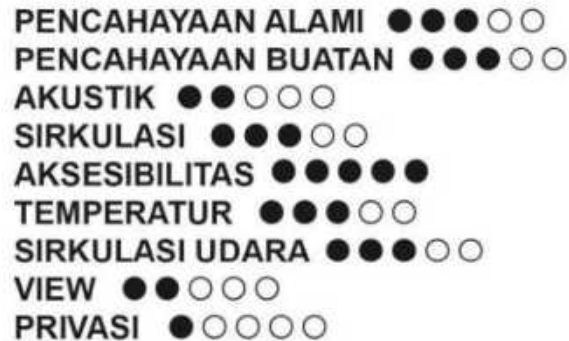 PENCAHAYAAN ALAMI ●●●○○
PENCAHAYAAN BUATAN ●●●○○
AKUSTIK ●●○○○
SIRKULASI ●●●○○
AKSESIBILITAS ●●●●●
TEMPERATUR ●●●○○
SIRKULASI UDARA ●●●○○
VIEW ●●○○○
PRIVASI ●○○○○